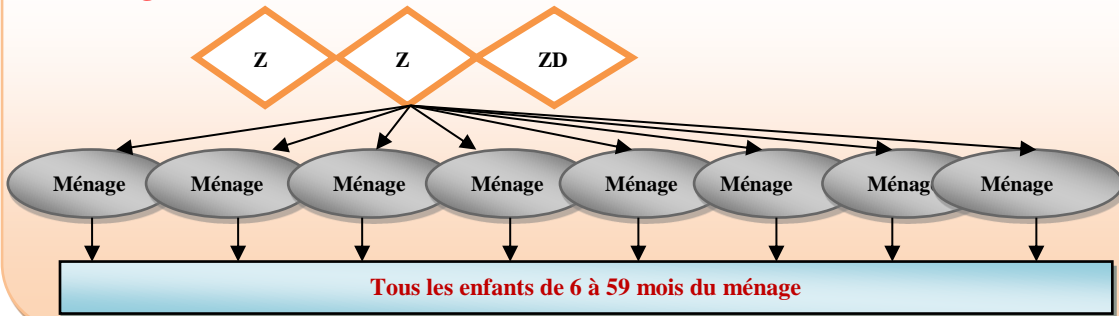 Z Z ZD
Ménage Ménage Ménage Ménage Ménage Ménage Ménag Ménage
Tous les enfants de 6 à 59 mois du ménage